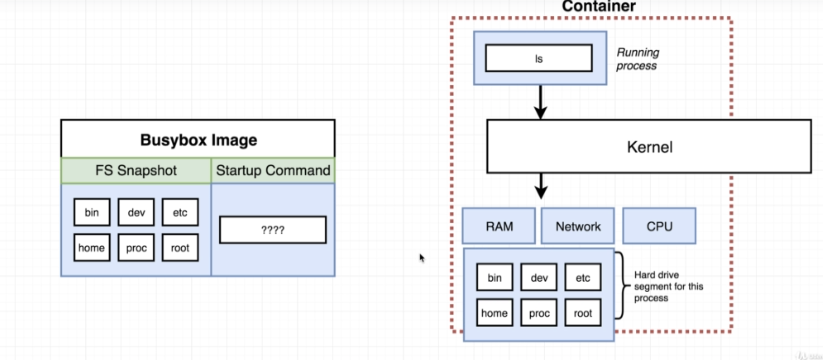 Container
ls
Running
process
Kernel
Busybox Image
FS Snapshot
Startup Command
bin
dev
etc
home
proc
root
????
RAM
Network
CPU
bin
dev
etc
home
proc
root
Hard drive
segment for this
process